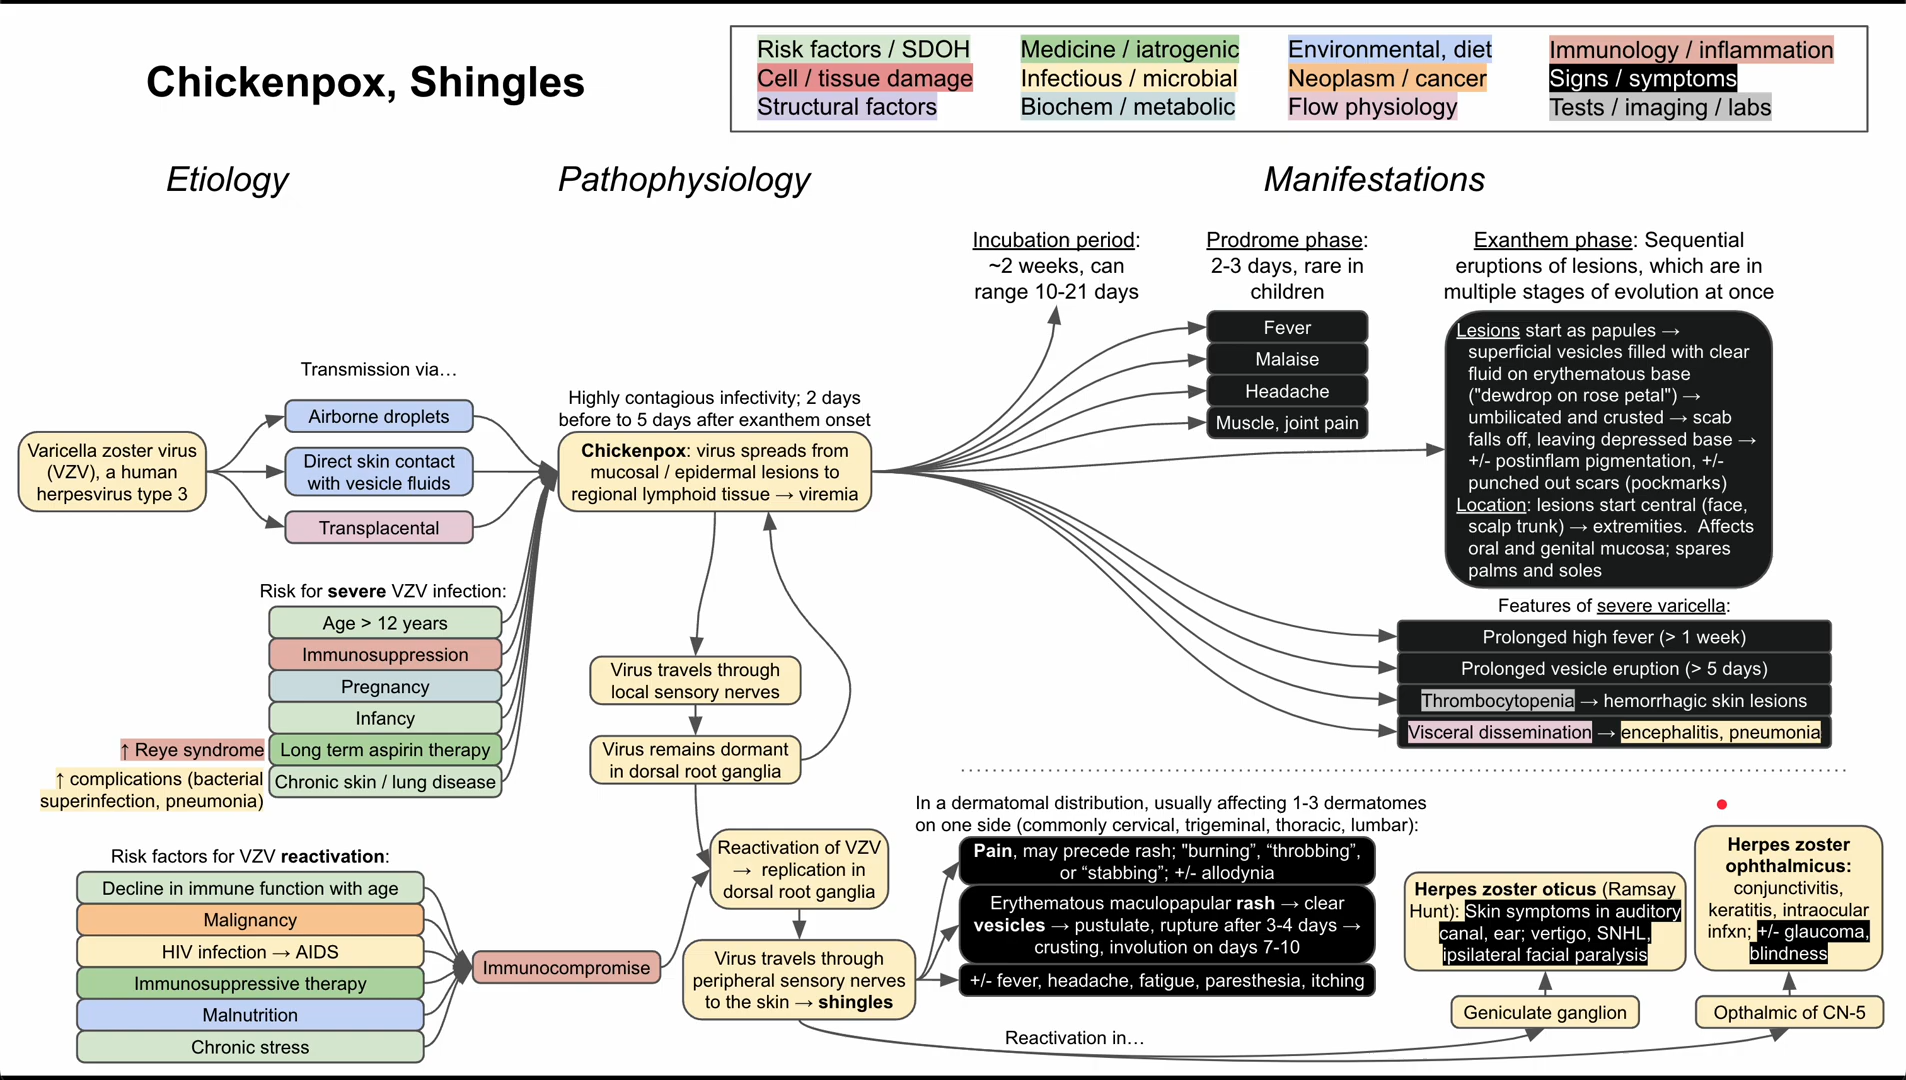 Chickenpox, Shingles
Risk factors / SDOH
Medicine / iatrogenic
Environmental, diet
Immunology / inflammation
Cell / tissue damage
Infectious / microbial
Neoplasm / cancer
Signs / symptoms
Structural factors
Biochem / metabolic
Flow physiology
Tests / imaging / labs
Etiology
Pathophysiology
Manifestations
Varicella zoster virus
(VZV), a human
herpesvirus type 3
Transmission via…
Airborne droplets
Direct skin contact
with vesicle fluids
Transplacental
Risk for severe VZV infection:
Age > 12 years
Immunosuppression
Pregnancy
Infancy
↑ Reye syndrome
Long term aspirin therapy
↑ complications (bacterial
superinfection, pneumonia)
Chronic skin / lung disease
Risk factors for VZV reactivation:
Decline in immune function with age
Malignancy
HIV infection → AIDS
Immunosuppressive therapy
Malnutrition
Chronic stress
Immunocompromise
Highly contagious infectivity; 2 days
before to 5 days after exanthem onset
Chickenpox: virus spreads from
mucosal / epidermal lesions to
regional lymphoid tissue → viremia
Virus travels through
local sensory nerves
Virus remains dormant
in dorsal root ganglia
Reactivation of VZV
→ replication in
dorsal root ganglia
Virus travels through
peripheral sensory nerves
to the skin → shingles
Incubation period:
~2 weeks, can
range 10-21 days
Prodrome phase:
2-3 days, rare in
children
Fever
Malaise
Headache
Muscle, joint pain
Exanthem phase: Sequential
eruptions of lesions, which are in
multiple stages of evolution at once
Lesions start as papules →
superficial vesicles filled with clear
fluid on erythematous base
("dewdrop on rose petal") →
umbilicated and crusted → scab
falls off, leaving depressed base →
+/- postinflam pigmentation, +/-
punched out scars (pockmarks)
Location: lesions start central (face,
scalp trunk) → extremities. Affects
oral and genital mucosa; spares
palms and soles
Features of severe varicella:
Prolonged high fever (> 1 week)
Prolonged vesicle eruption (> 5 days)
Thrombocytopenia → hemorrhagic skin lesions
Visceral dissemination → encephalitis, pneumonia
In a dermatomal distribution, usually affecting 1-3 dermatomes
on one side (commonly cervical, trigeminal, thoracic, lumbar):
Pain, may precede rash; "burning", “throbbing”,
or “stabbing”; +/- allodynia
Erythematous maculopapular rash → clear
vesicles → pustulate, rupture after 3-4 days →
crusting, involution on days 7-10
+/- fever, headache, fatigue, paresthesia, itching
Reactivation in…
Herpes zoster oticus (Ramsay
Hunt): Skin symptoms in auditory
canal, ear; vertigo, SNHL,
ipsilateral facial paralysis
Geniculate ganglion
Herpes zoster
ophthalmicus:
conjunctivitis,
keratitis, intraocular
infxn; +/- glaucoma,
blindness
Opthalmic of CN-5